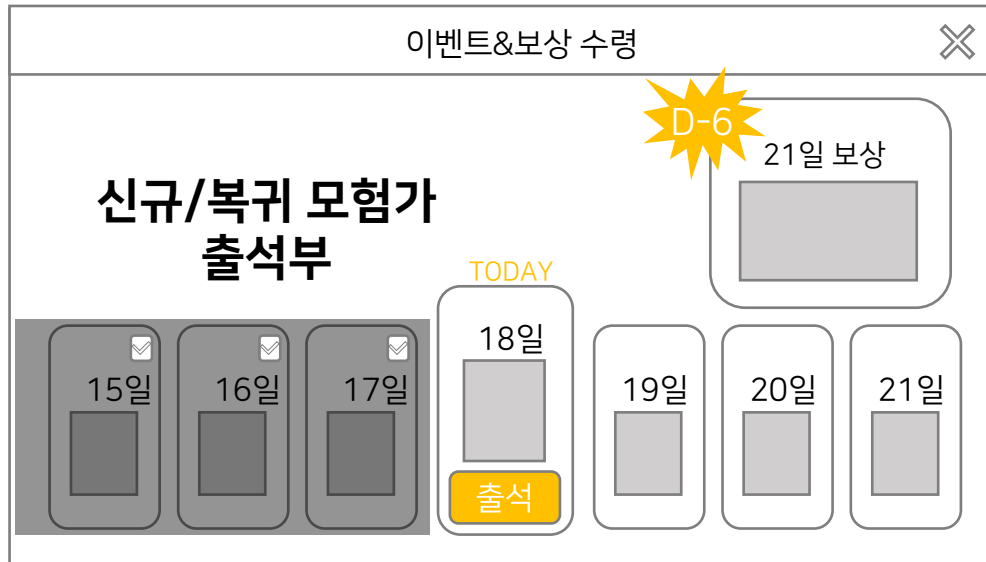 이벤트&보상 수령
D-6
21일 보상
신규/복귀 모험가
출석부
TODAY
15일
16일
17일
18일
19일
20일
21일
출석